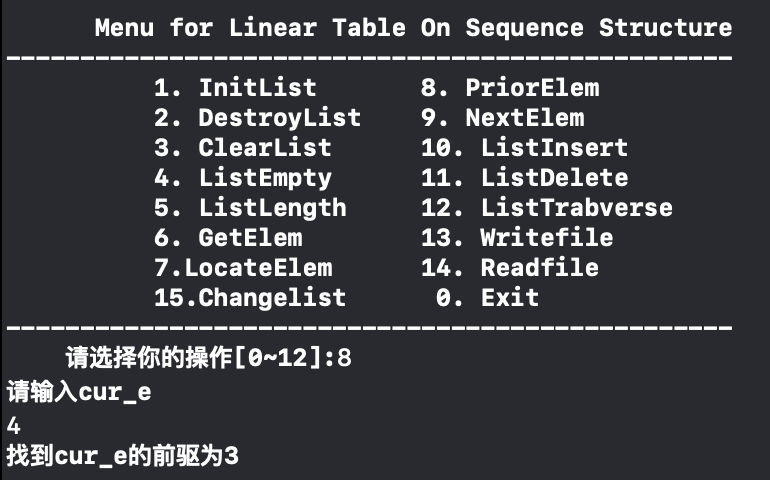 Menu for Linear Table On Sequence Structure
-------------------------------------------------
1. InitList 8. PriorElem
2. DestroyList 9. NextElem
3. ClearList 10. ListInsert
4. ListEmpty 11. ListDelete
5. ListLength 12. ListTrabverse
6. GetElem 13. Writefile
7.LocateElem 14. Readfile
15.Changelist 0. Exit
-------------------------------------------------
请选择你的操作[0~12]:8
请输入cur_e
4
找到cur_e的前驱为3